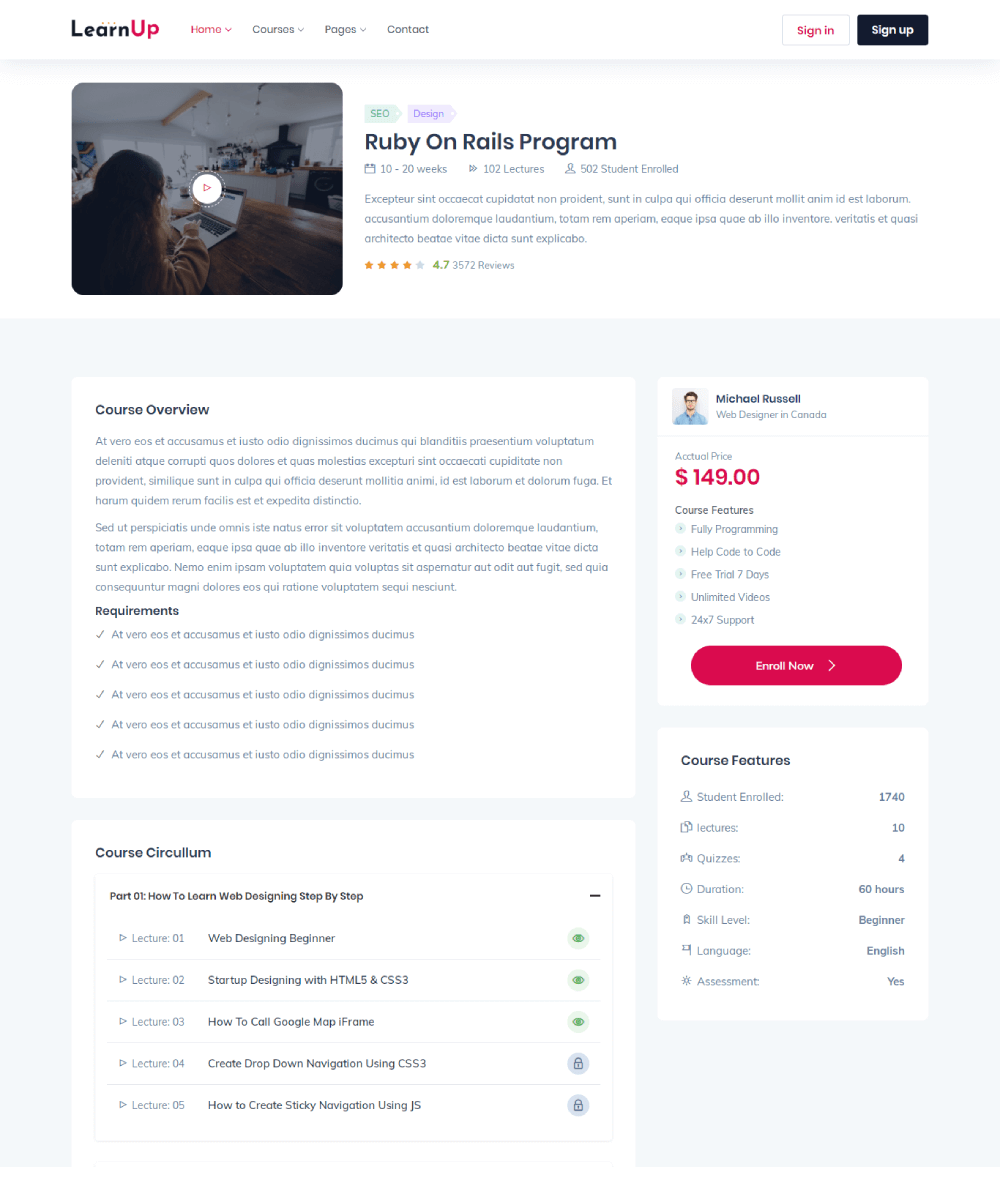 LearnUp Home Courses Pages Contact Sign in Sign up
SEO Design
Ruby On Rails Program
10 - 20 weeks 102 Lectures 502 Student Enrolled
Excepteur sint occaecat cupidatat non proident, sunt in culpa qui officia deserunt mollit anim id est laborum.
accusantium doloremque laudantium, totam rem aperiam, eaque ipsa quae ab illo inventore. veritatis et quasi
architecto beatae vitae dicta sunt explicabo.
4.7 3572 Reviews
Course Overview
At vero eos et accusamus et iusto odio dignissimos ducimus qui blanditiis praesentium voluptatum
deleniti atque corrupti quos dolores et quas molestias excepturi sint occaecati cupiditate non
provident, similique sunt in culpa qui officia deserunt mollitia animi, id est laborum et dolorum fuga. Et
harum quidem rerum facilis est et expedita distinctio.
Sed ut perspiciatis unde omnis iste natus error sit voluptatem accusantium doloremque laudantium,
totam rem aperiam, eaque ipsa quae ab illo inventore veritatis et quasi architecto beatae vitae dicta
sunt explicabo. Nemo enim ipsam voluptatem quia voluptas sit aspernatur aut odit aut fugit, sed quia
consequuntur magni dolores eos qui ratione voluptatem sequi nesciunt.
Requirements
At vero eos et accusamus et iusto odio dignissimos ducimus
At vero eos et accusamus et iusto odio dignissimos ducimus
At vero eos et accusamus et iusto odio dignissimos ducimus
At vero eos et accusamus et iusto odio dignissimos ducimus
At vero eos et accusamus et iusto odio dignissimos ducimus
Course Circullum
Part 01: How To Learn Web Designing Step By Step
Lecture: 01 Web Designing Beginner
Lecture: 02 Startup Designing with HTML5 & CSS3
Lecture: 03 How To Call Google Map iFrame
Lecture: 04 Create Drop Down Navigation Using CSS3
Lecture: 05 How to Create Sticky Navigation Using JS
Michael Russell
Web Designer in Canada
Acctual Price
$ 149.00
Course Features
Fully Programming
Help Code to Code
Free Trial 7 Days
Unlimited Videos
24x7 Support
Enroll Now
Course Features
Student Enrolled: 1740
lectures: 10
Quizzes: 4
Duration: 60 hours
Skill Level: Beginner
Language: English
Assessment: Yes